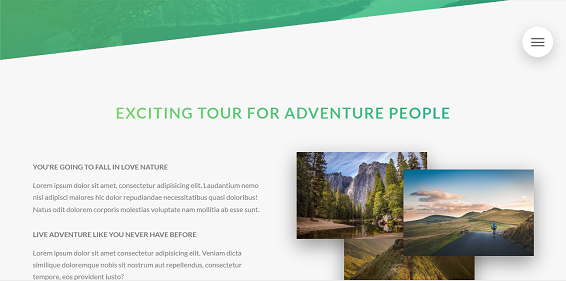 EXCITING TOUR FOR ADVENTURE PEOPLE
YOU'RE GOING TO FALL IN LOVE NATURE
Lorem ipsum dolor sit amet, consectetur adipisicing elit. Laudantium nemo
nisi adipisci maiores hic dolor repudiandae necessitatibus quasi doloribus!
Natus odit dolorem corporis molestias voluptate nam mollitia ab esse sunt.
LIVE ADVENTURE LIKE YOU NEVER HAVE BEFORE
Lorem ipsum dolor sit amet consectetur adipisicing elit. Veniam dicta
similique doloremque nobis sit nostrum aut repellendus, consectetur
tempore, eos provident iusto?